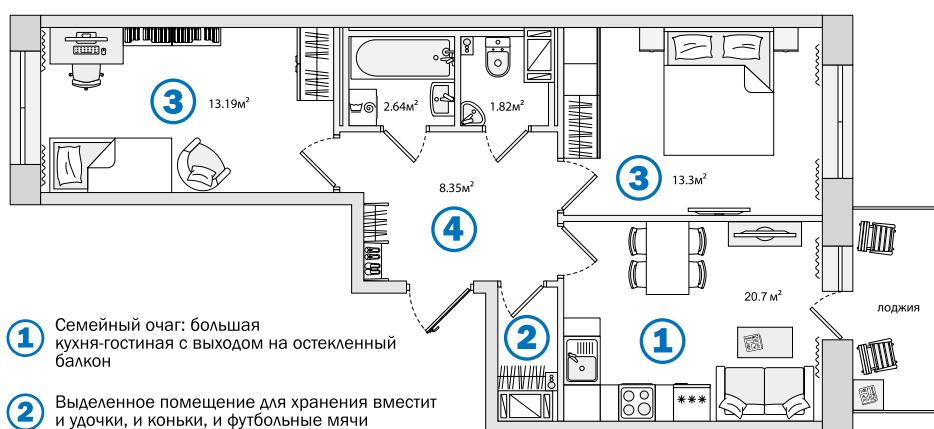 3
13.19м²
2.64м²
1.82м²
3
13.3м²
8.35м²
4
20.7 м²
лоджия
2
1
1
Семейный очаг: большая
кухня-гостиная с выходом на остекленный
балкон
2
Выделенное помещение для хранения вместит
и удочки, и коньки, и футбольные мячи